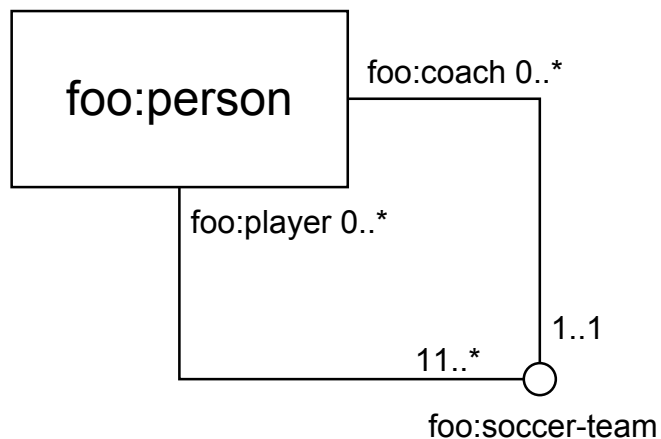 foo:person
foo:coach 0..*
foo:player 0..*
1..1
11..*
foo:soccer-team